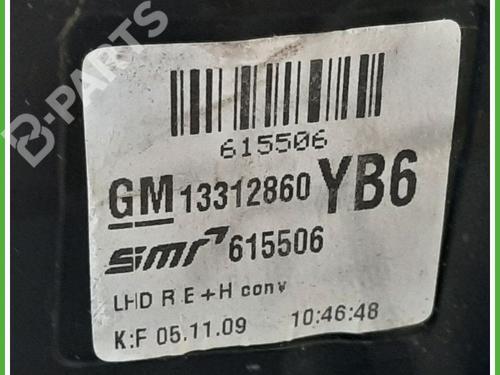 B-PARTS
615506
GM 13312860 YB6
smr 615506
LHD R E+H conv
K:F 05.11.09 10:46:48